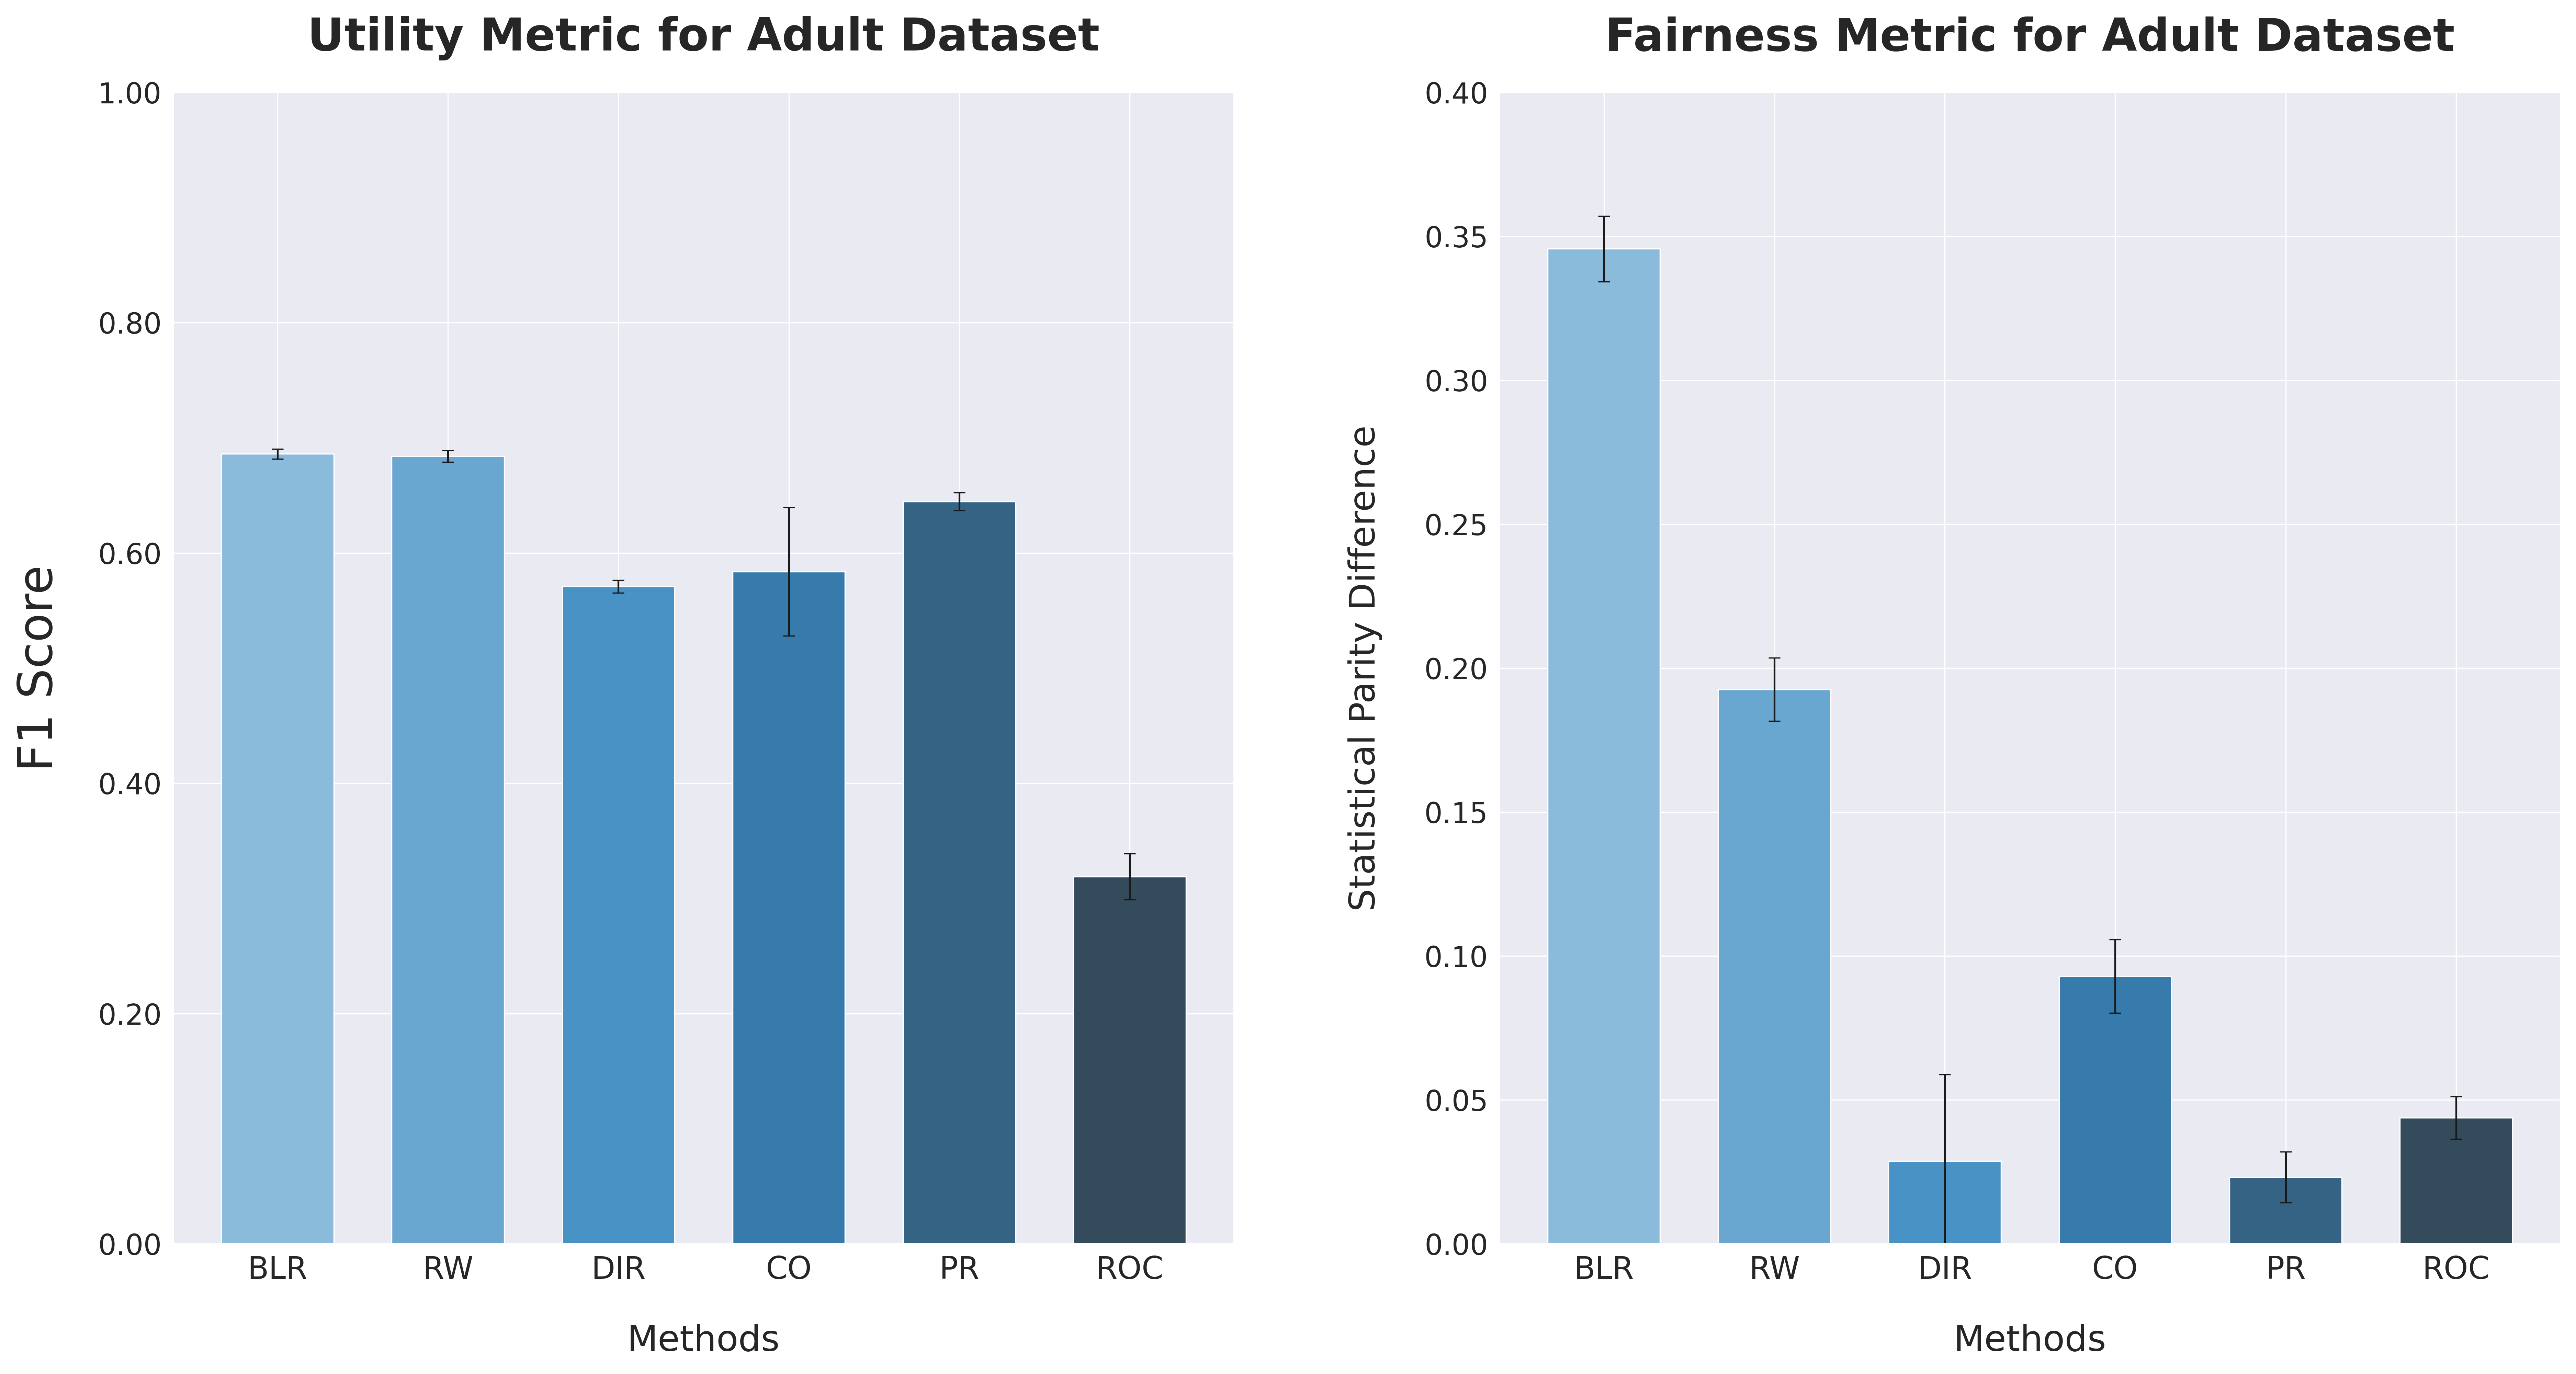 Utility Metric for Adult Dataset
F1 Score
1.00
0.80
0.60
0.40
0.20
0.00
BLR RW DIR CO PR ROC
Methods
Fairness Metric for Adult Dataset
Statistical Parity Difference
0.40
0.35
0.30
0.25
0.20
0.15
0.10
0.05
0.00
BLR RW DIR CO PR ROC
Methods